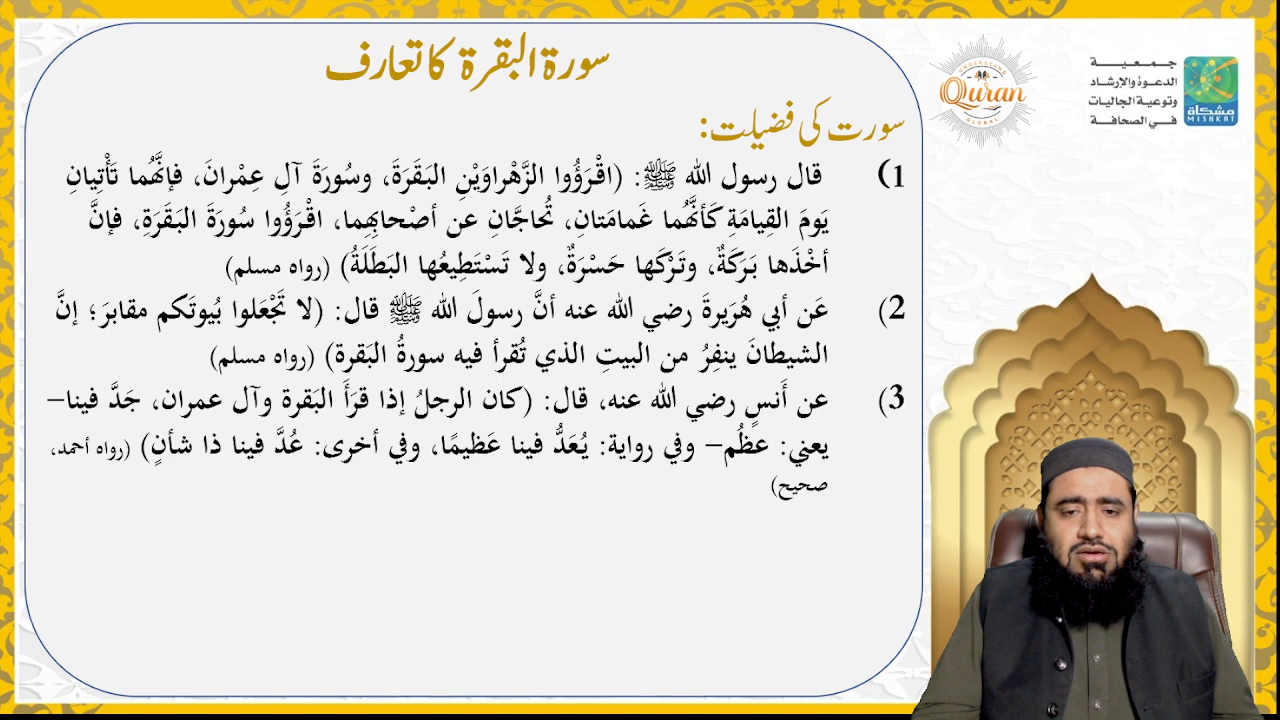 سورة البقرة کا تعارف
سورت کی فضیلت:
1) قال رسول الله ﷺ: (اقْرَؤُوا الزَّهْراوَيْنِ البَقَرَةَ، وسُورَةَ آلِ عِمْرانَ، فإنَّهُما تَأْتِيانِ
يَومَ القِيامَةِ كَأنَّهُما غَمامَتانِ، تُحاجَّانِ عن أصْحابِهِما، اقْرَؤُوا سُورَةَ البَقَرَةِ، فإنَّ
أخْذَها بَرَكَةٌ، وتَرْكَها حَسْرَةٌ، ولا تَسْتَطِيعُها البَطَلَةُ) (رواه مسلم)
2) عَن أبي هُرَيرةَ رضي الله عنه أنَّ رسولَ الله ﷺ قال: (لا تَجْعَلوا بُيوتَكم مقابرَ؛ إنَّ
الشيطانَ ينفِرُ من البيتِ الذي تُقرأ فيه سورةُ البَقرة) (رواه مسلم)
3) عن أَنسٍ رضي الله عنه، قال: (كان الرجلُ إذا قرَأَ البَقرة وآل عمران، جَدَّ فينا–
يعني: عظُم– وفي رواية: يُعَدُّ فينا عَظيمًا، وفي أخرى: عُدَّ فينا ذا شأنٍ) (رواه أحمد،
صحيح)
UNDERSTAND
Quran
GLOBAL
جمعية
الدعوة والإرشاد
وتوعية الجاليات
في الصحافة
مشكاة
MISHKAT